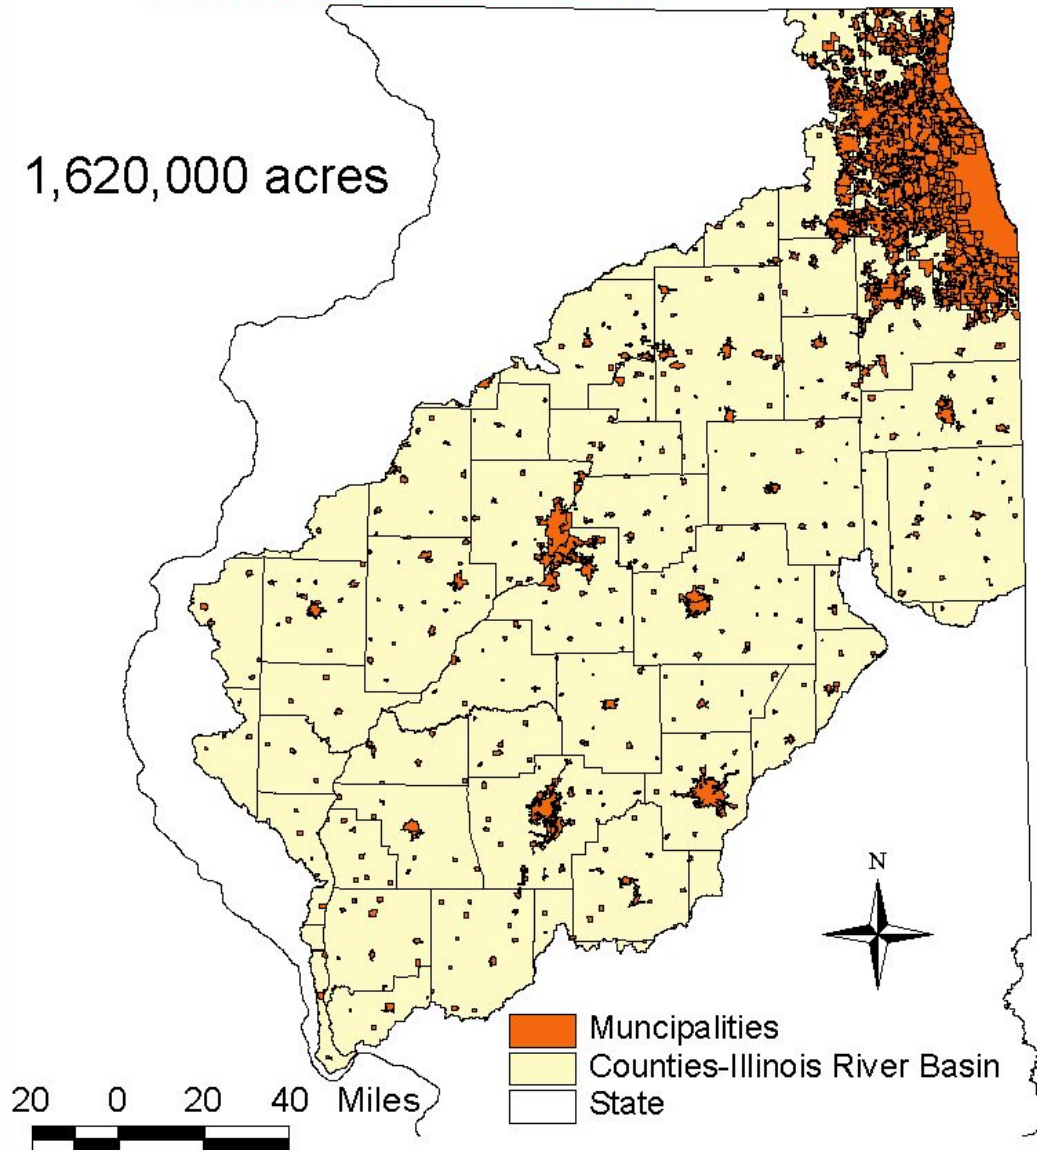 1,620,000 acres
N
Muncipalities
Counties-Illinois River Basin
State
20 0 20 40 Miles